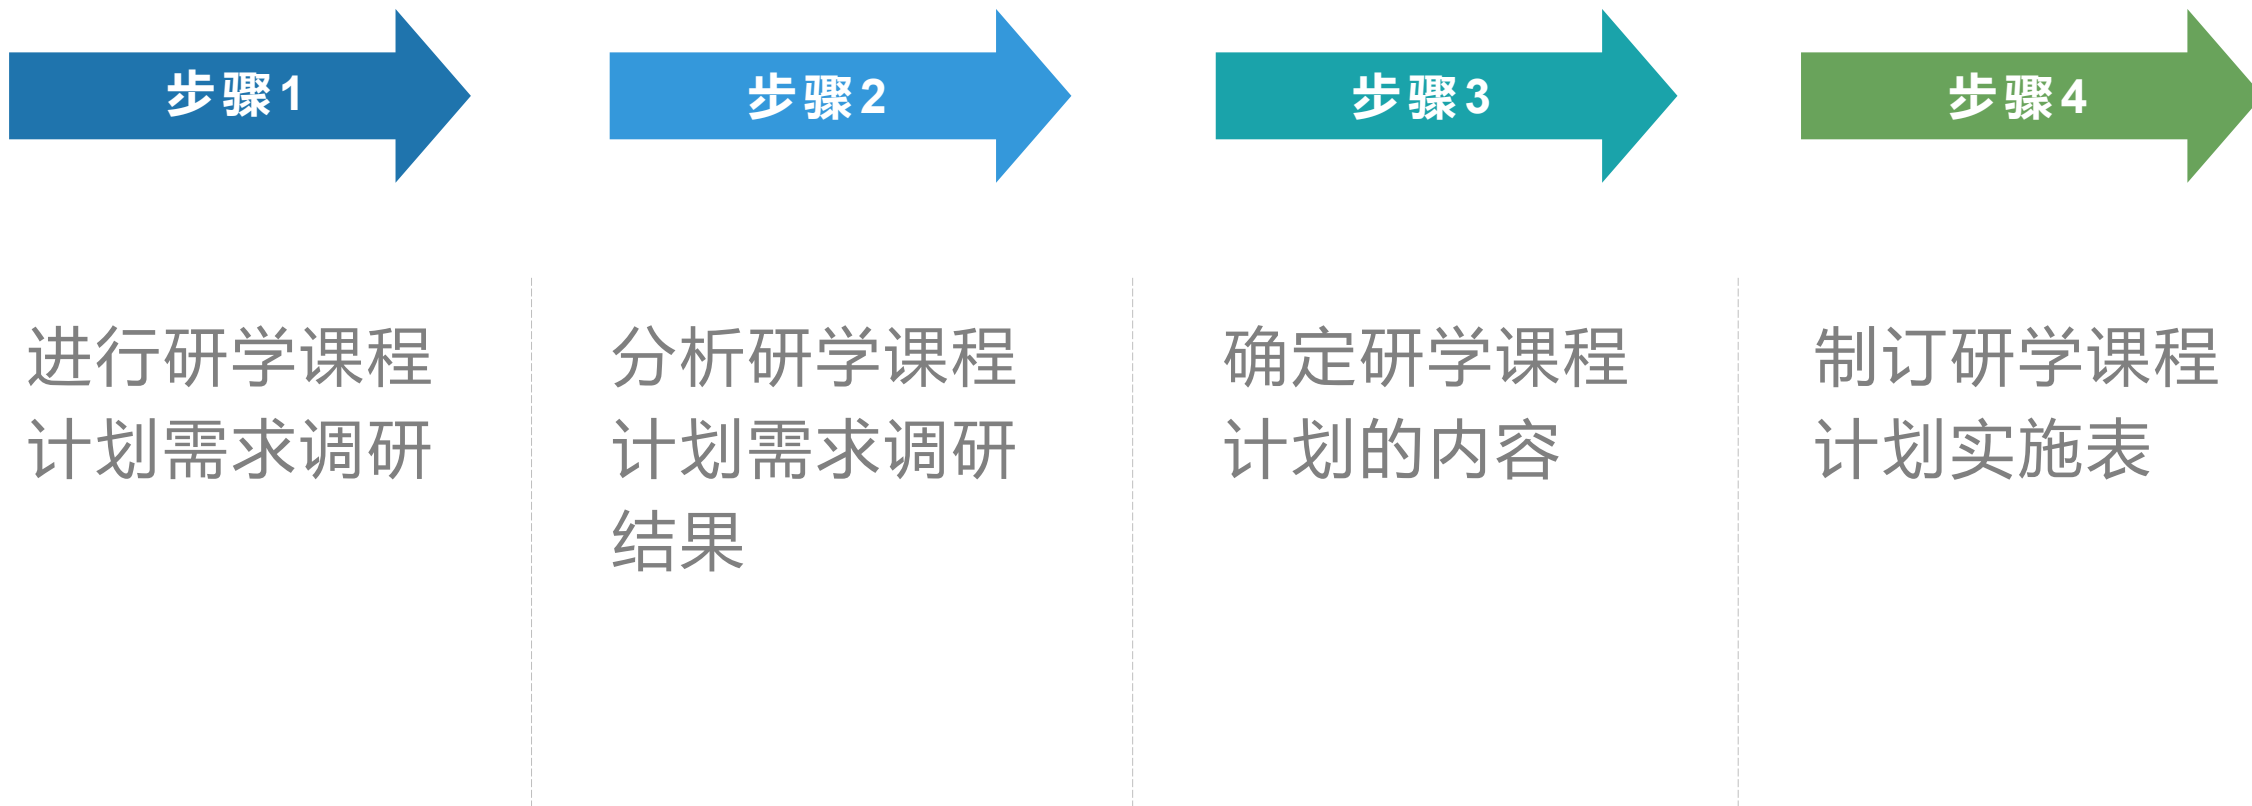 步骤1
步骤2
步骤3
步骤4
进行研学课程
计划需求调研
分析研学课程
计划需求调研
结果
确定研学课程
计划的内容
制订研学课程
计划实施表